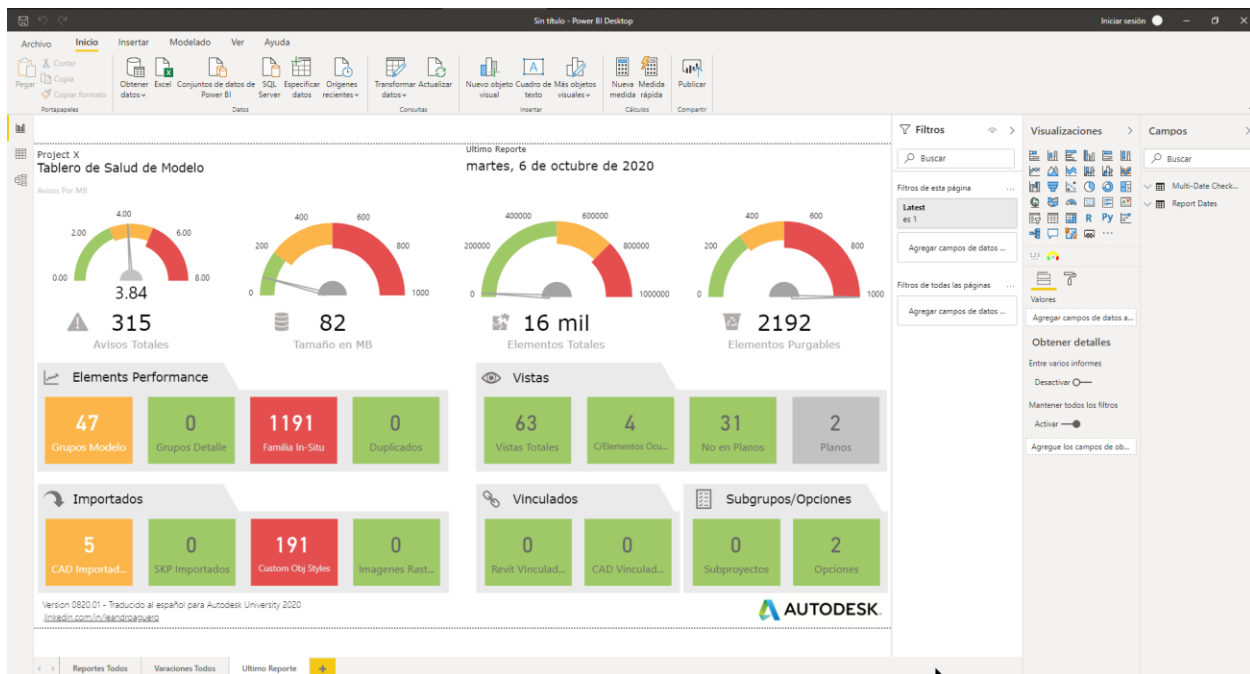 Sin título - Power BI Desktop
Iniciar sesión
Archivo Inicio Insertar Modelado Ver Ayuda
Pegar
Cortar
Copia
Copiar formato
Portapapeles
Obtener datos
Excel
Conjuntos de datos de Power BI
SQL Server
Especificar datos
Orígenes recientes
Datos
Transformar datos
Actualizar
Consultas
Nuevo objeto visual
Cuadro de texto
Más objetos visuales
Insertar
Nueva medida
Medida rápida
Cálculos
Publicar
Compartir
Project X
Tablero de Salud de Modelo
Ultimo Reporte
martes, 6 de octubre de 2020
Avisos Por MB
0.00 2.00 4.00 6.00 8.00
3.84
0 200 400 600 800 1000
0 200000 400000 600000 800000 1000000
0 200 400 600 800 1000
315
Avisos Totales
82
Tamaño en MB
16 mil
Elementos Totales
2192
Elementos Purgables
Elements Performance
47
Grupos Modelo
0
Grupos Detalle
1191
Familia In-Situ
0
Duplicados
Vistas
63
Vistas Totales
4
C/Elementos Ocu...
31
No en Planos
2
Planos
Importados
5
CAD Importad...
0
SKP Importados
191
Custom Obj Styles
0
Imagenes Rast...
Vinculados
0
Revit VInculad...
0
CAD Vinculad...
Subgrupos/Opciones
0
Subproyectos
2
Opciones
Version 0820.01 - Traducido al español para Autodesk University 2020
linkedin.com/in/leandroaguero
AUTODESK.
Filtros
Buscar
Filtros de esta página ...
Latest
es 1
Agregar campos de datos ...
Filtros de todas las páginas ...
Agregar campos de datos ...
Visualizaciones
R Py
123
Valores
Agregar campos de datos a...
Obtener detalles
Entre varios informes
Desactivar
Mantener todos los filtros
Activar
Agregue los campos de ob...
Campos
Buscar
Multi-Date Check...
Report Dates
Reportes Todos
Varaciones Todos
Ultimo Reporte
+